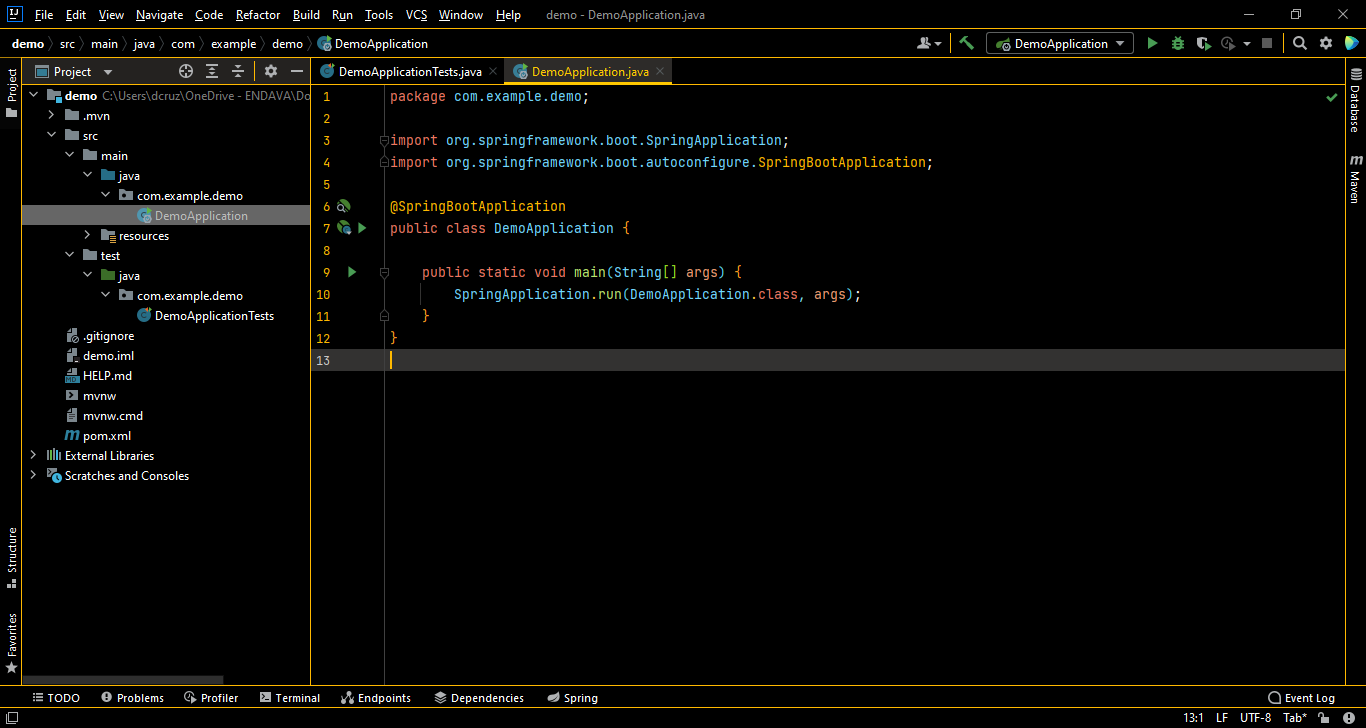 IJ File Edit View Navigate Code Refactor Build Run Tools VCS Window Help demo - DemoApplication.java
demo src main java com example demo DemoApplication
DemoApplication
Project
DemoApplicationTests.java
DemoApplication.java
Project
demo C:\Users\dcruz\OneDrive - ENDAVA\Do
.mvn
src
main
java
com.example.demo
DemoApplication
resources
test
java
com.example.demo
DemoApplicationTests
.gitignore
demo.iml
HELP.md
mvnw
mvnw.cmd
pom.xml
External Libraries
Scratches and Consoles
Structure
Favorites
1 package com.example.demo;
2
3 import org.springframework.boot.SpringApplication;
4 import org.springframework.boot.autoconfigure.SpringBootApplication;
5
6 @SpringBootApplication
7 public class DemoApplication {
8
9 public static void main(String[] args) {
10 SpringApplication.run(DemoApplication.class, args);
11 }
12 }
13
Database
m Maven
TODO Problems Profiler Terminal Endpoints Dependencies Spring Event Log
13:1 LF UTF-8 Tab*